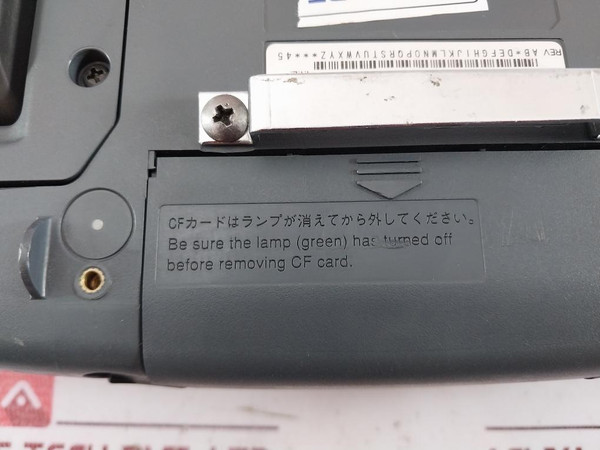 REV AB*DEFGHIJKLMNOPQRSTUVWXYZ****45
CFカードはランプが消えてから外してください。
Be sure the lamp (green) has turned off
before removing CF card.